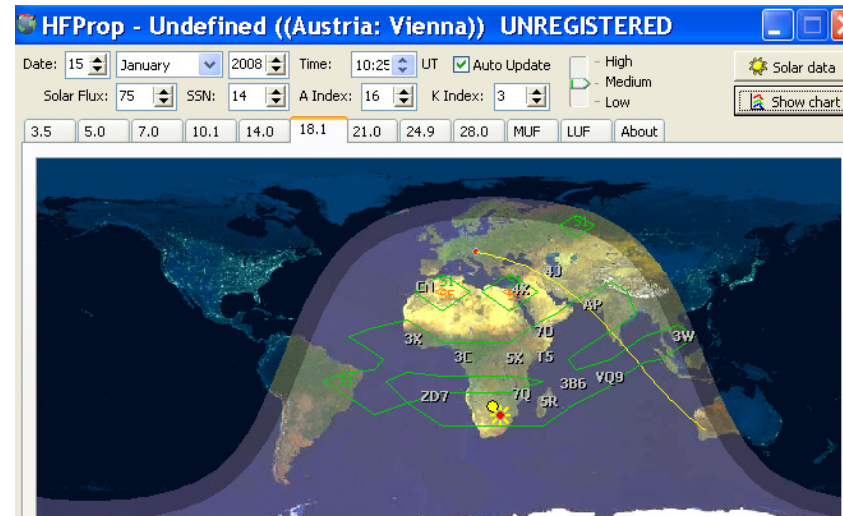 HFProp - Undefined ((Austria: Vienna)) UNREGISTERED
Date: 15 January 2008 Time: 10:25 UT Auto Update - High
- Medium
- Low
Solar data
Solar Flux: 75 SSN: 14 A Index: 16 K Index: 3
Show chart
3.5 5.0 7.0 10.1 14.0 18.1 21.0 24.9 28.0 MUF LUF About
4J
CN 4X
AP
3X 7O 3W
3C 5X T5
3B6 VQ9
ZD7 7Q 5R